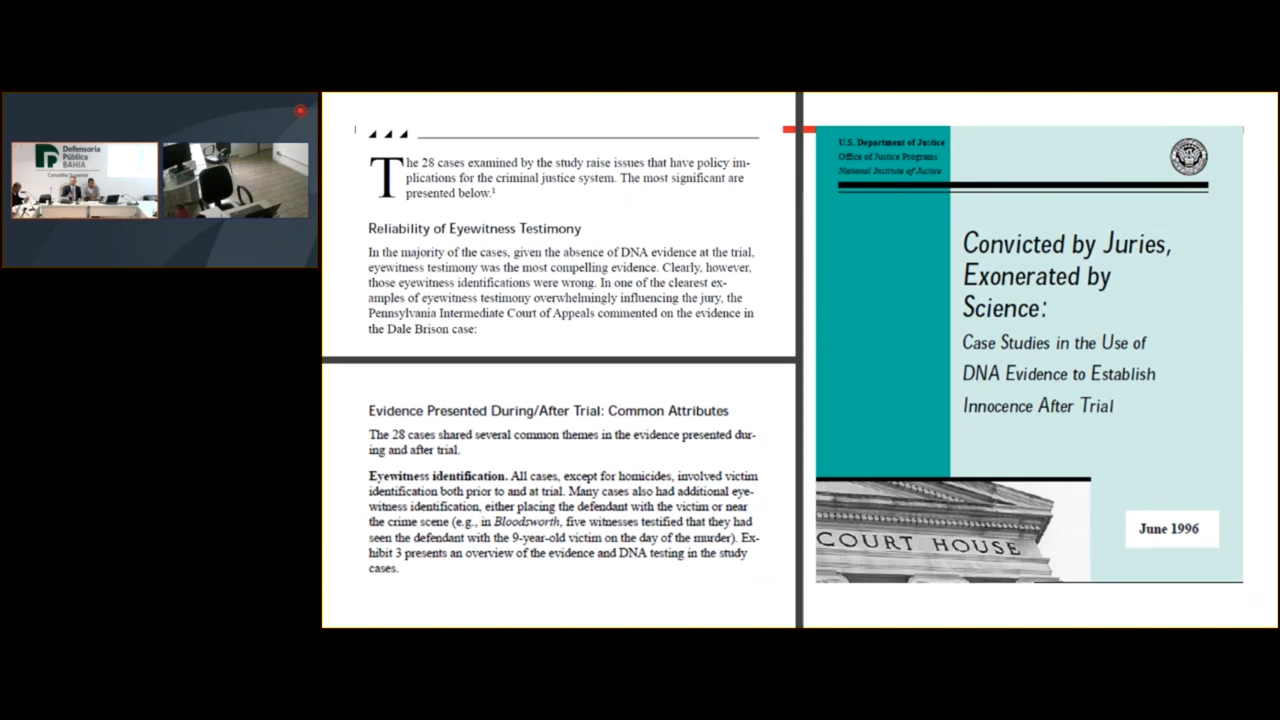 Defensoria
Pública
BAHIA
Conselho Superior
The 28 cases examined by the study raise issues that have policy im-
plications for the criminal justice system. The most significant are
presented below.1
Reliability of Eyewitness Testimony
In the majority of the cases, given the absence of DNA evidence at the trial,
eyewitness testimony was the most compelling evidence. Clearly, however,
those eyewitness identifications were wrong. In one of the clearest ex-
amples of eyewitness testimony overwhelmingly influencing the jury, the
Pennsylvania Intermediate Court of Appeals commented on the evidence in
the Dale Brison case:
Evidence Presented During/After Trial: Common Attributes
The 28 cases shared several common themes in the evidence presented dur-
ing and after trial.
Eyewitness identification. All cases, except for homicides, involved victim
identification both prior to and at trial. Many cases also had additional eye-
witness identification, either placing the defendant with the victim or near
the crime scene (e.g., in Bloodsworth, five witnesses testified that they had
seen the defendant with the 9-year-old victim on the day of the murder). Ex-
hibit 3 presents an overview of the evidence and DNA testing in the study
cases.
U.S. Department of Justice
Office of Justice Programs
National Institute of Justice
Convicted by Juries,
Exonerated by
Science:
Case Studies in the Use of
DNA Evidence to Establish
Innocence After Trial
COURT HOUSE
June 1996